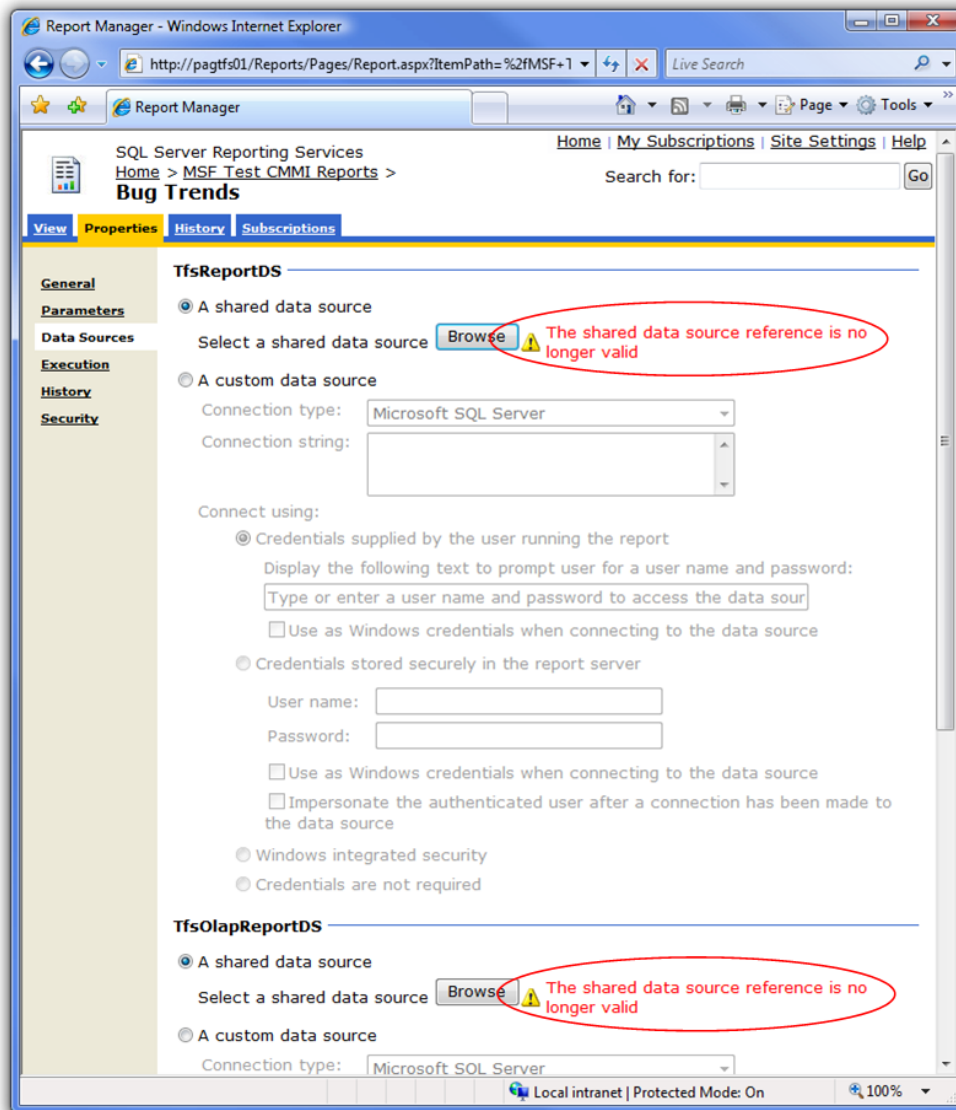 Report Manager - Windows Internet Explorer
http://pagtfs01/Reports/Pages/Report.aspx?ItemPath=%2fMSF+T
Live Search
Report Manager
Page
Tools
Home | My Subscriptions | Site Settings | Help
SQL Server Reporting Services
Home > MSF Test CMMI Reports >
Bug Trends
Search for:
Go
View
Properties
History
Subscriptions
General
Parameters
Data Sources
Execution
History
Security
TfsReportDS
A shared data source
Select a shared data source
Browse
The shared data source reference is no
longer valid
A custom data source
Connection type:
Microsoft SQL Server
Connection string:
Connect using:
Credentials supplied by the user running the report
Display the following text to prompt user for a user name and password:
Type or enter a user name and password to access the data sour
Use as Windows credentials when connecting to the data source
Credentials stored securely in the report server
User name:
Password:
Use as Windows credentials when connecting to the data source
Impersonate the authenticated user after a connection has been made to
the data source
Windows integrated security
Credentials are not required
TfsOlapReportDS
A shared data source
Select a shared data source
Browse
The shared data source reference is no
longer valid
A custom data source
Connection type:
Microsoft SQL Server
Local intranet | Protected Mode: On
100%